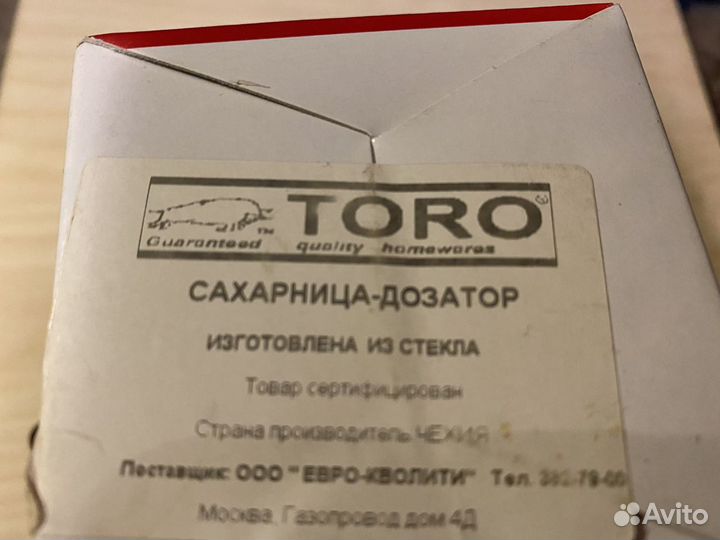 TORO
Guaranteed quality homewares
САХАРНИЦА-ДОЗАТОР
ИЗГОТОВЛЕНА ИЗ СТЕКЛА
Товар сертифицирован
Страна производитель ЧЕХИЯ
Поставщик: ООО "ЕВРО-КВОЛИТИ" Тел.
Москва, Газопровод дом 4Д
Avito